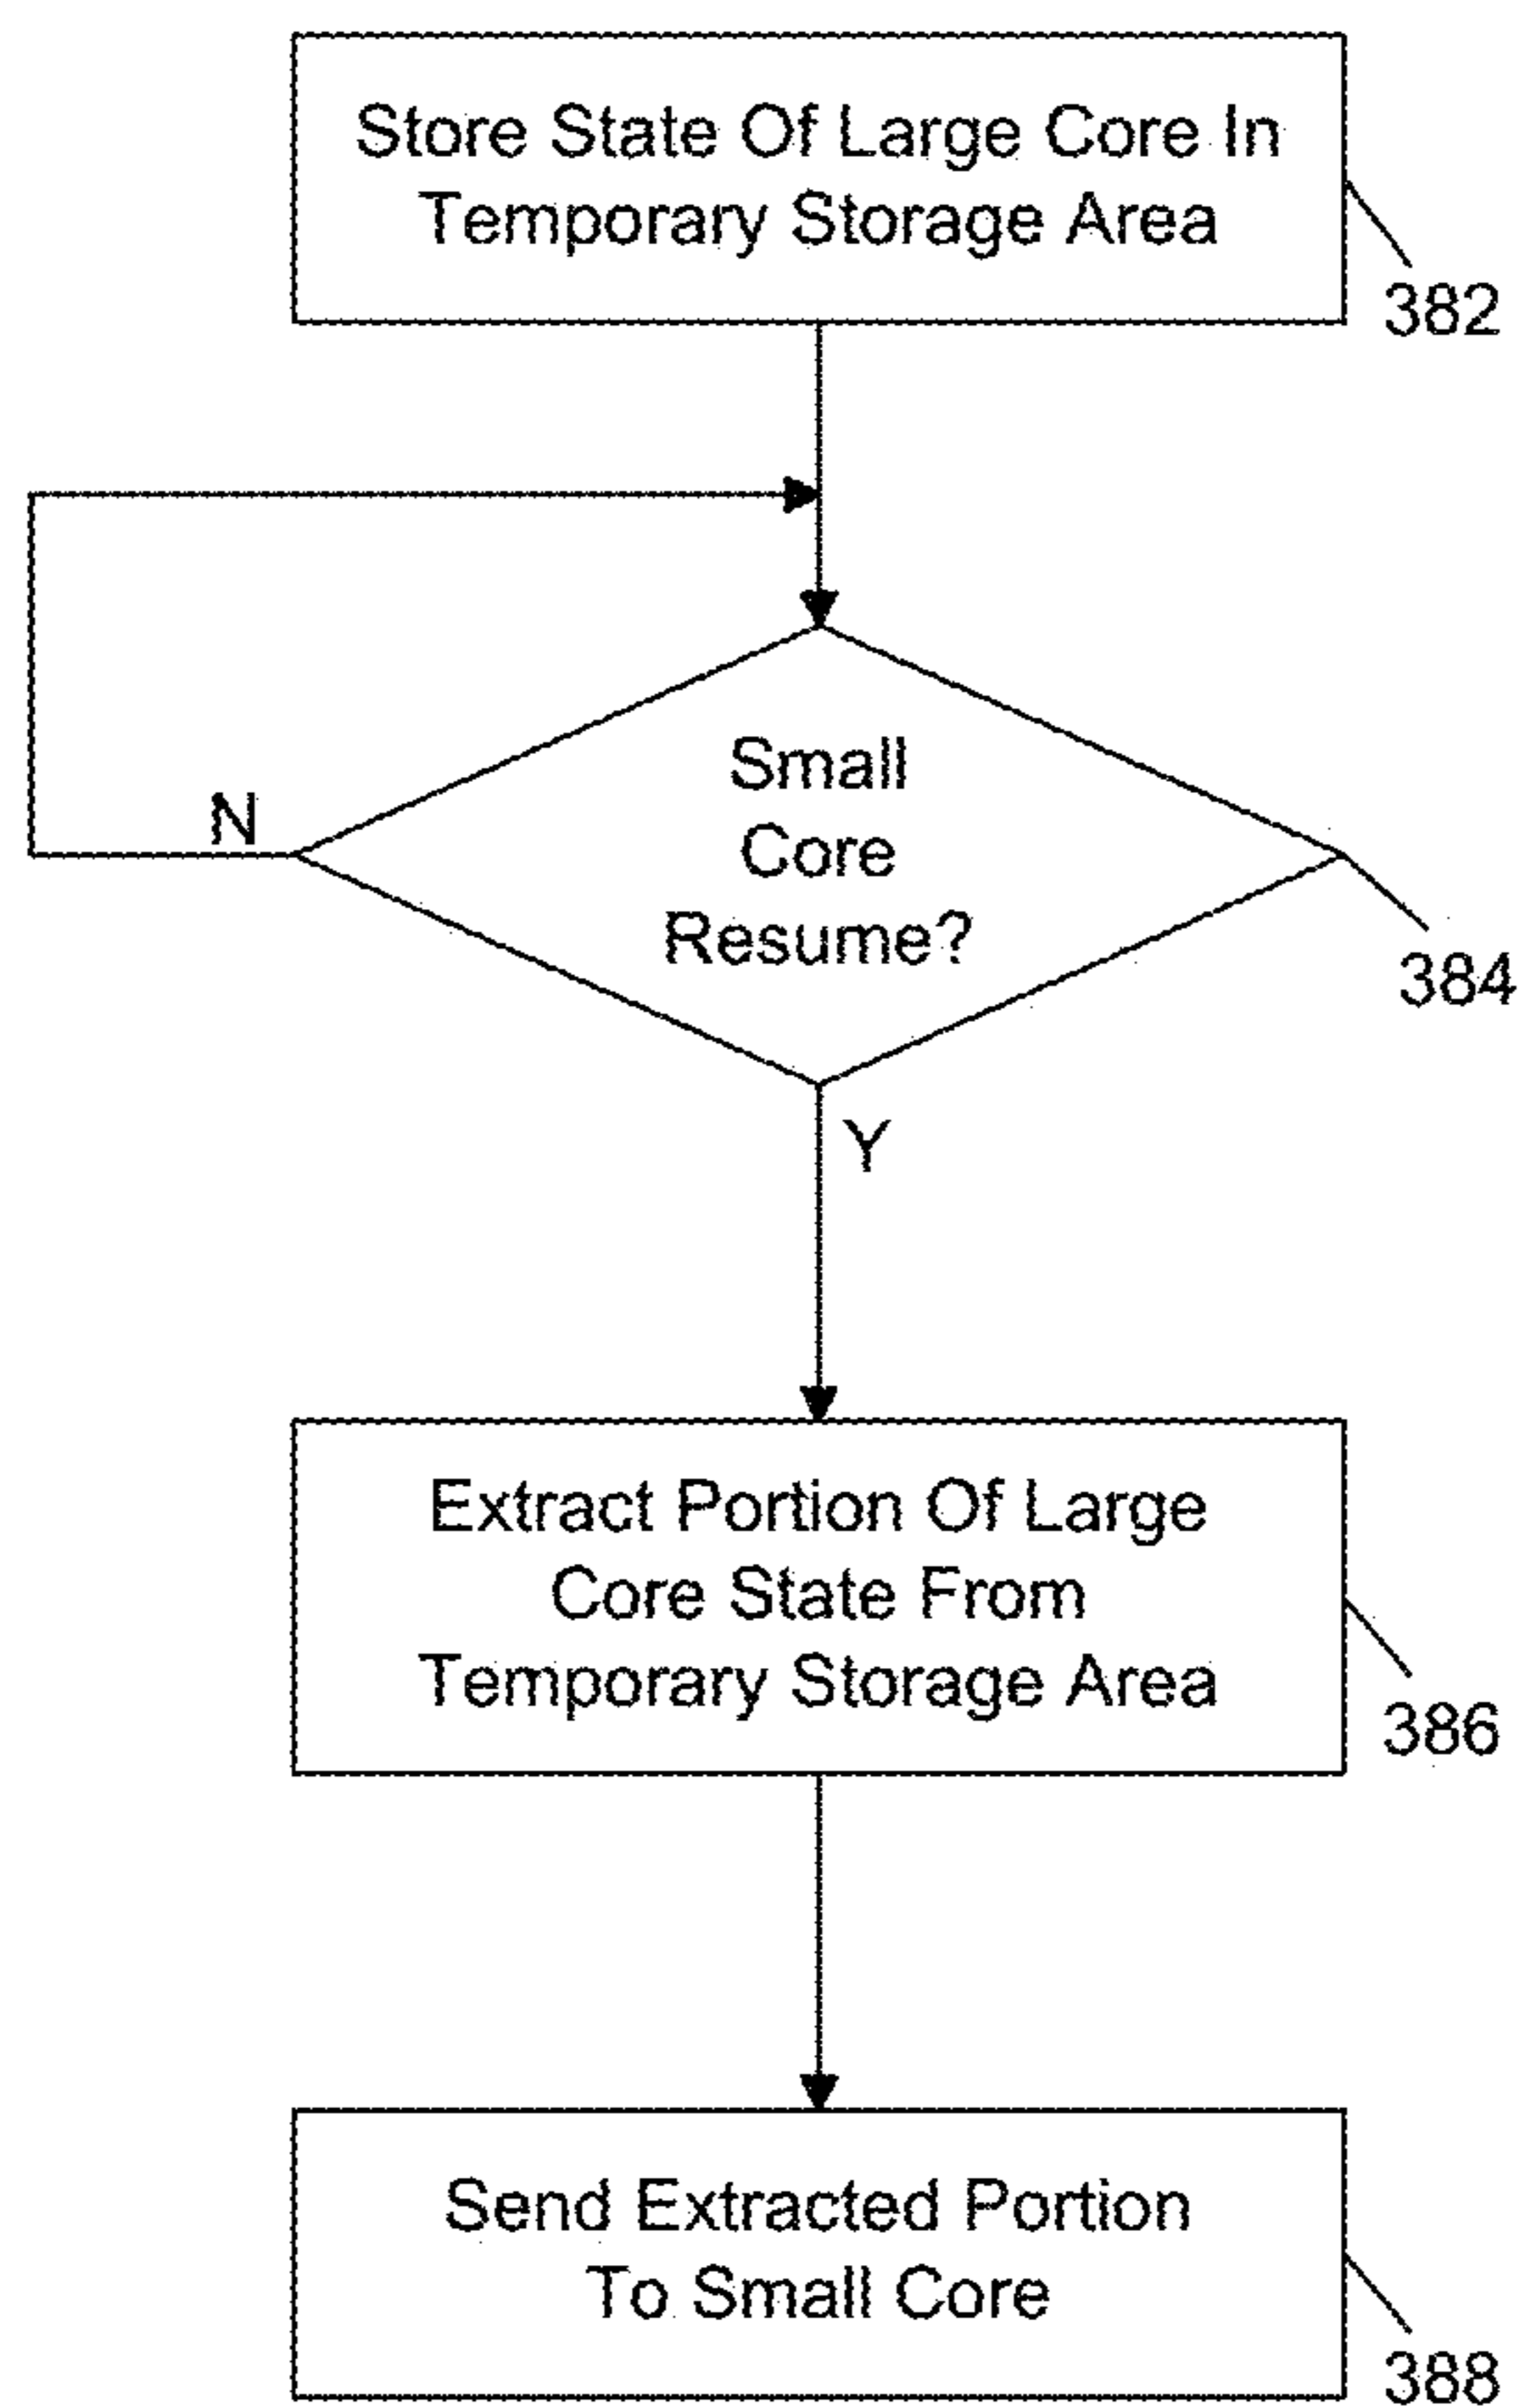 Store State Of Large Core In
Temporary Storage Area
382
Small
Core
Resume?
N
384
Y
Extract Portion Of Large
Core State From
Temporary Storage Area
386
Send Extracted Portion
To Small Core
388